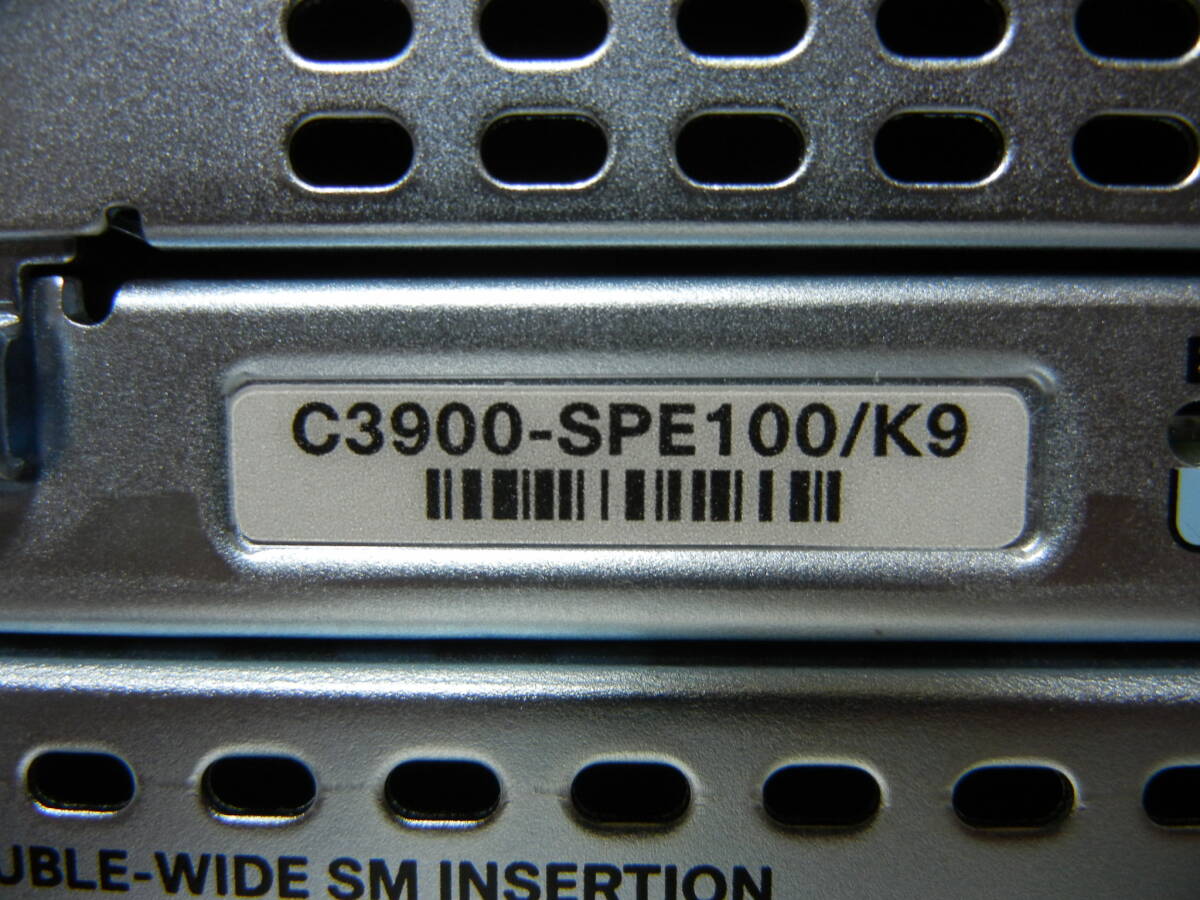 C3900-SPE100/K9
UBLE-WIDE SM INSERTION